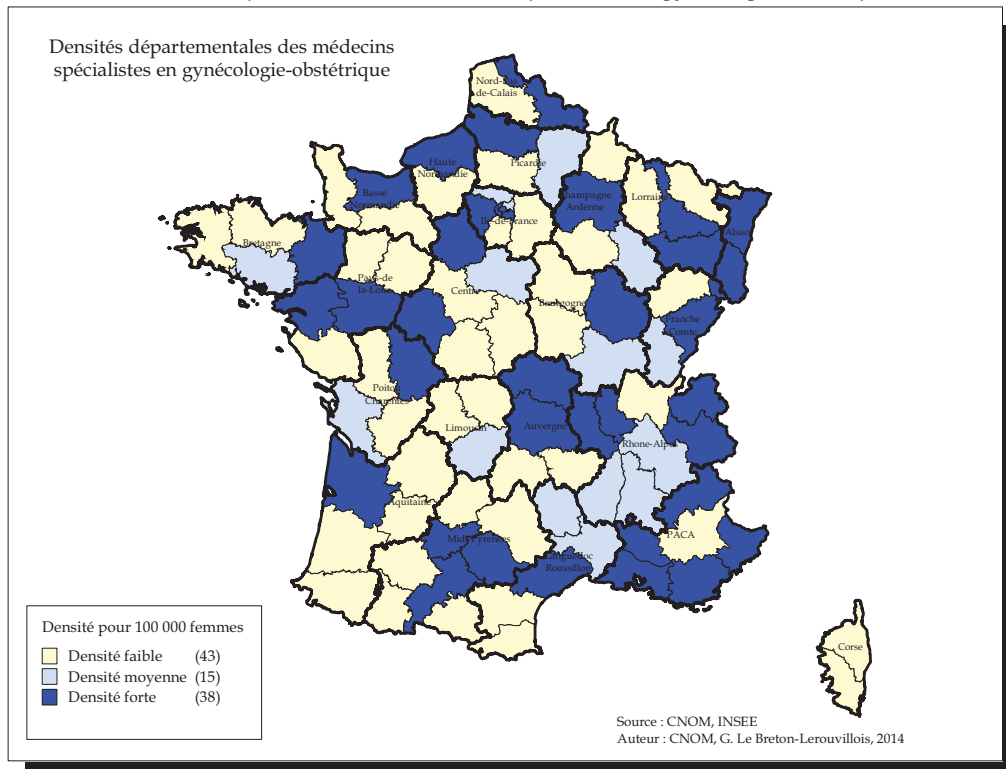 Densités départementales des médecins
spécialistes en gynécologie-obstétrique
Nord-Pas
de-Calais
Haute
Normandie
Picardie
Basse
Normandie
Champagne
Ardenne
Lorraine
Ile-de-France
Alsace
Bretagne
Pays-de
la-Loire
Centre
Bourgogne
Franche
Comte
Poitou
Charentes
Limousin
Auvergne
Rhone-Alpes
Aquitaine
Midi-Pyrénées
PACA
Languedoc
Roussillon
Corse
Densité pour 100 000 femmes
Densité faible (43)
Densité moyenne (15)
Densité forte (38)
Source : CNOM, INSEE
Auteur : CNOM, G. Le Breton-Lerouvillois, 2014